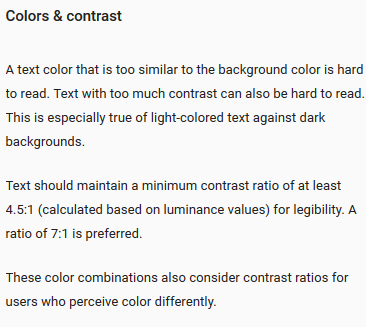 Colors & contrast
A text color that is too similar to the background color is hard
to read. Text with too much contrast can also be hard to read.
This is especially true of light-colored text against dark
backgrounds.
Text should maintain a minimum contrast ratio of at least
4.5:1 (calculated based on luminance values) for legibility. A
ratio of 7:1 is preferred.
These color combinations also consider contrast ratios for
users who perceive color differently.